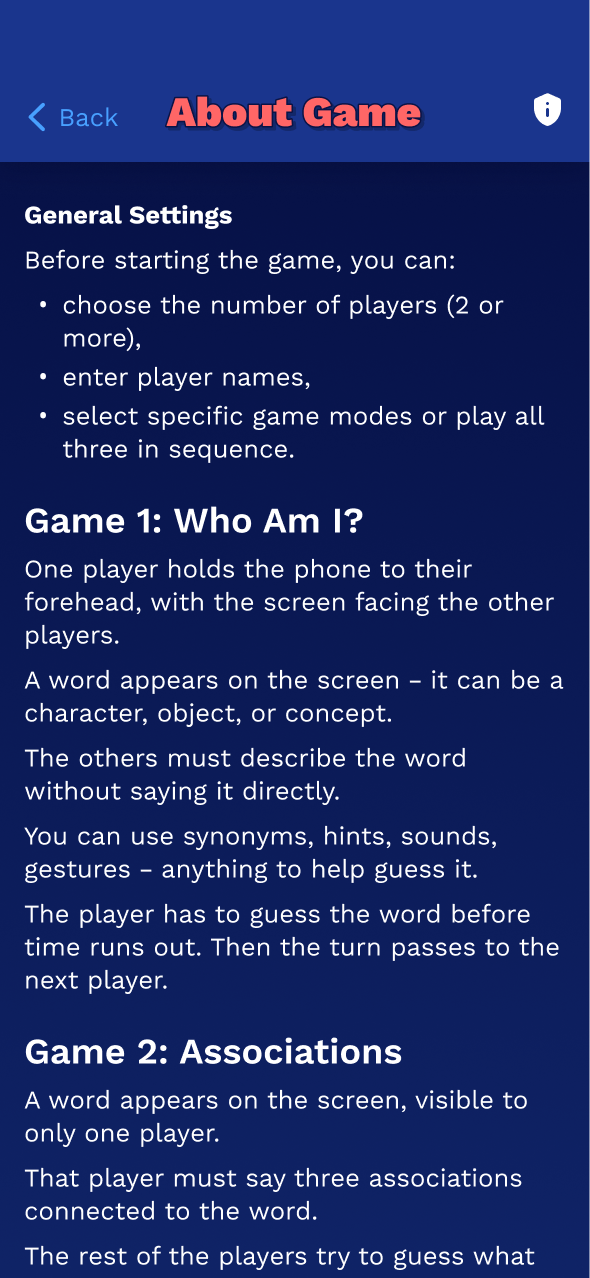 Back
About Game
General Settings
Before starting the game, you can:
• choose the number of players (2 or
more),
• enter player names,
• select specific game modes or play all
three in sequence.
Game 1: Who Am I?
One player holds the phone to their
forehead, with the screen facing the other
players.
A word appears on the screen – it can be a
character, object, or concept.
The others must describe the word
without saying it directly.
You can use synonyms, hints, sounds,
gestures – anything to help guess it.
The player has to guess the word before
time runs out. Then the turn passes to the
next player.
Game 2: Associations
A word appears on the screen, visible to
only one player.
That player must say three associations
connected to the word.
The rest of the players try to guess what